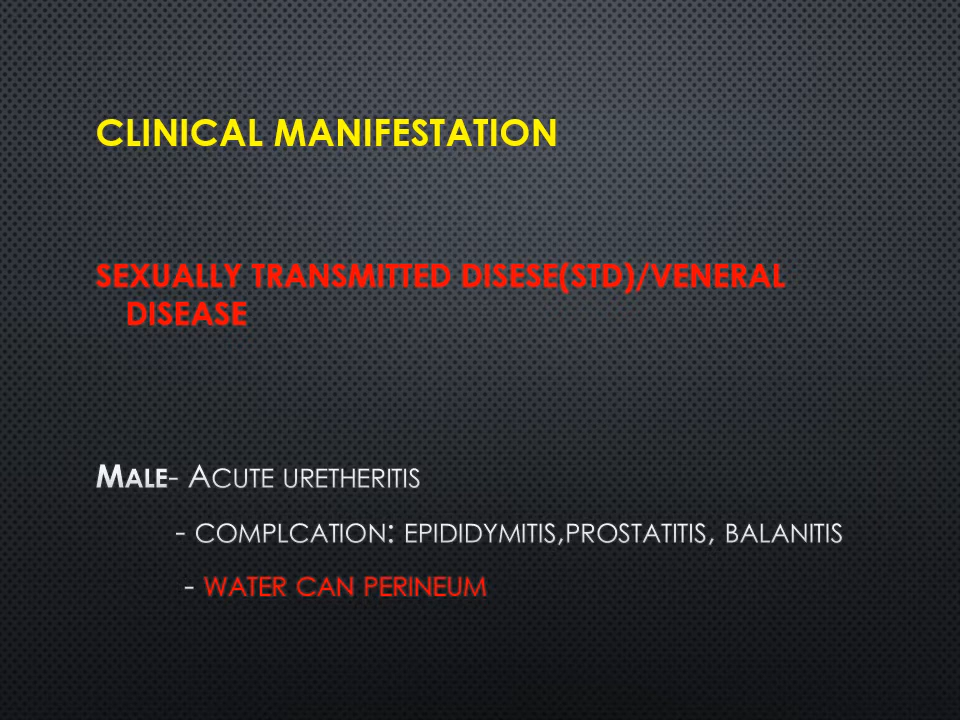 CLINICAL MANIFESTATION
SEXUALLY TRANSMITTED DISESE(STD)/VENERAL
DISEASE
MALE- ACUTE URETHERITIS
- COMPLCATION: EPIDIDYMITIS,PROSTATITIS, BALANITIS
- WATER CAN PERINEUM